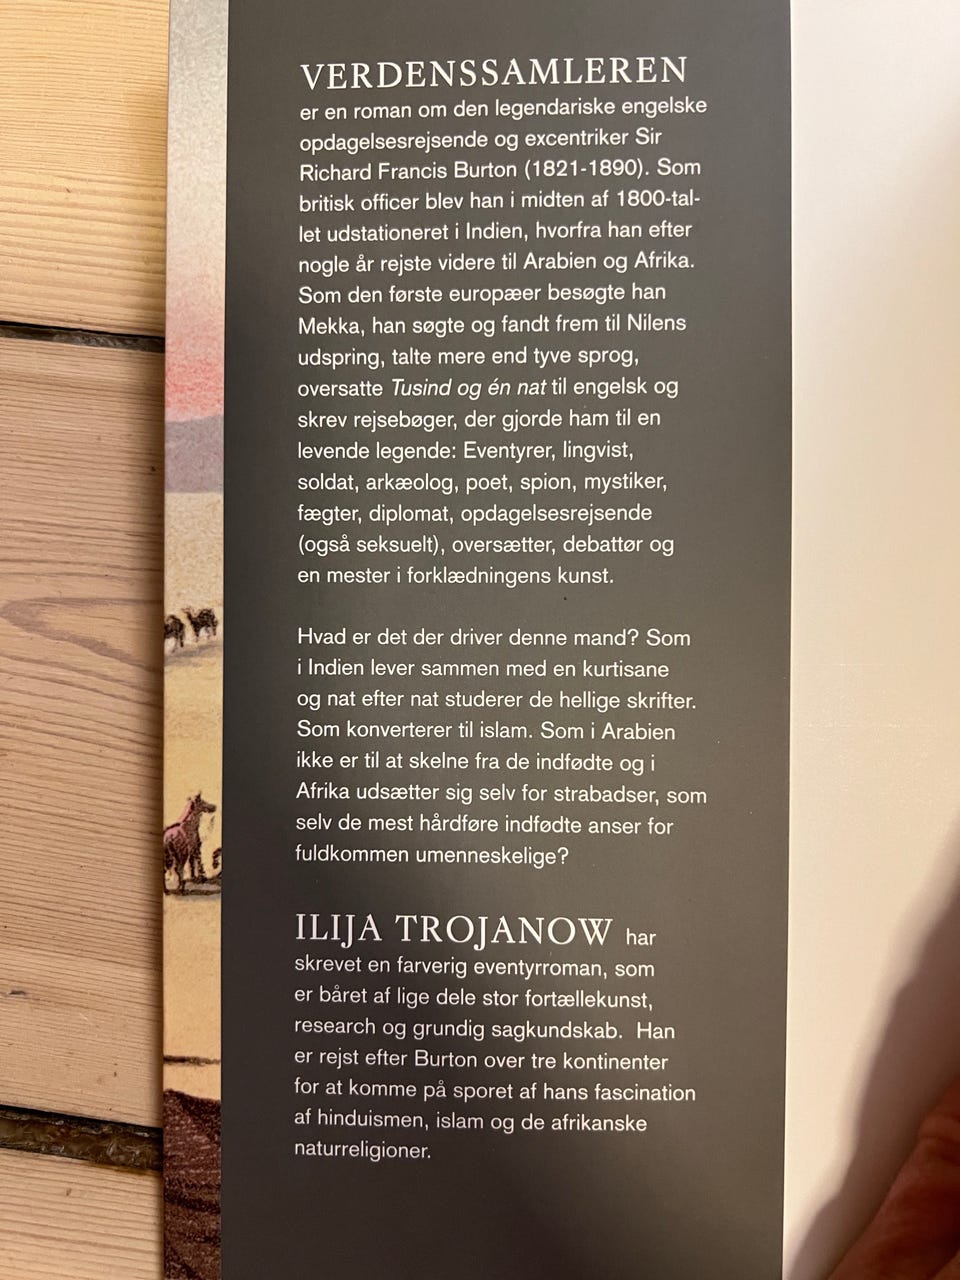 VERDENSSAMLEREN
er en roman om den legendariske engelske
opdagelsesrejsende og excentriker Sir
Richard Francis Burton (1821-1890). Som
britisk officer blev han i midten af 1800-tal-
let udstationeret i Indien, hvorfra han efter
nogle år rejste videre til Arabien og Afrika.
Som den første europæer besøgte han
Mekka, han søgte og fandt frem til Nilens
udspring, talte mere end tyve sprog,
oversatte Tusind og én nat til engelsk og
skrev rejsebøger, der gjorde ham til en
levende legende: Eventyrer, lingvist,
soldat, arkæolog, poet, spion, mystiker,
fægter, diplomat, opdagelsesrejsende
(også seksuelt), oversætter, debattør og
en mester i forklædningens kunst.
Hvad er det der driver denne mand? Som
i Indien lever sammen med en kurtisane
og nat efter nat studerer de hellige skrifter.
Som konverterer til islam. Som i Arabien
ikke er til at skelne fra de indfødte og i
Afrika udsætter sig selv for strabadser, som
selv de mest hårdføre indfødte anser for
fuldkommen umenneskelige?
ILIJA TROJANOW har
skrevet en farverig eventyrroman, som
er båret af lige dele stor fortællekunst,
research og grundig sagkundskab. Han
er rejst efter Burton over tre kontinenter
for at komme på sporet af hans fascination
af hinduismen, islam og de afrikanske
naturreligioner.